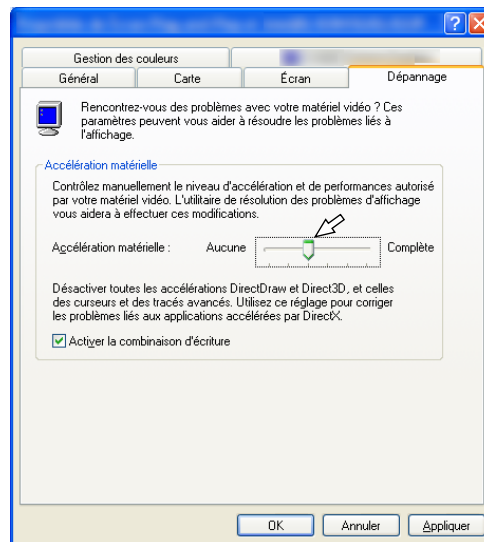 Gestion des couleurs
Général
Carte
Écran
Dépannage
Rencontrez-vous des problèmes avec votre matériel vidéo ? Ces
paramètres peuvent vous aider à résoudre les problèmes liés à
l'affichage.
Accélération matérielle
Contrôlez manuellement le niveau d'accélération et de performances autorisé
par votre matériel vidéo. L'utilitaire de résolution des problèmes d'affichage
vous aidera à effectuer ces modifications.
Accélération matérielle : Aucune Complète
Désactiver toutes les accélérations DirectDraw et Direct3D, et celles
des curseurs et des tracés avancés. Utilisez ce réglage pour corriger
les problèmes liés aux applications accélérées par DirectX.
Activer la combinaison d'écriture
OK Annuler Appliquer